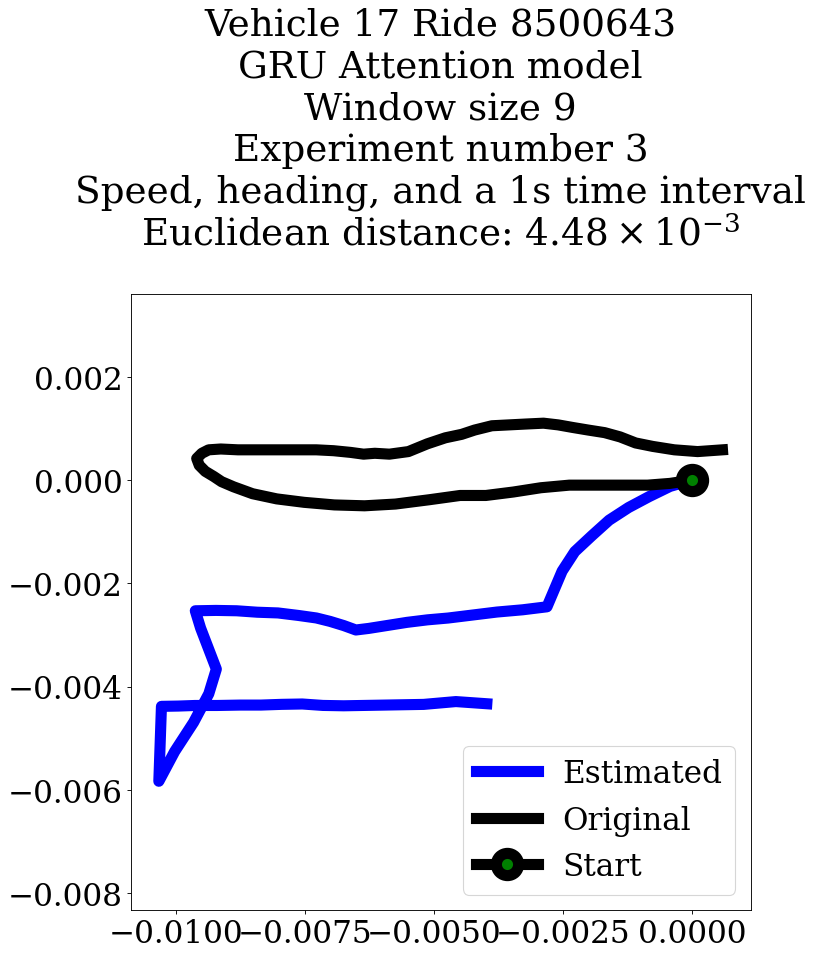 Vehicle 17 Ride 8500643
GRU Attention model
Window size 9
Experiment number 3
Speed, heading, and a 1s time interval
Euclidean distance: 4.48 × 10⁻³
0.002
0.000
−0.002
−0.004
−0.006
−0.008
Estimated
Original
Start
−0.0100 −0.0075 −0.0050 −0.0025 0.0000